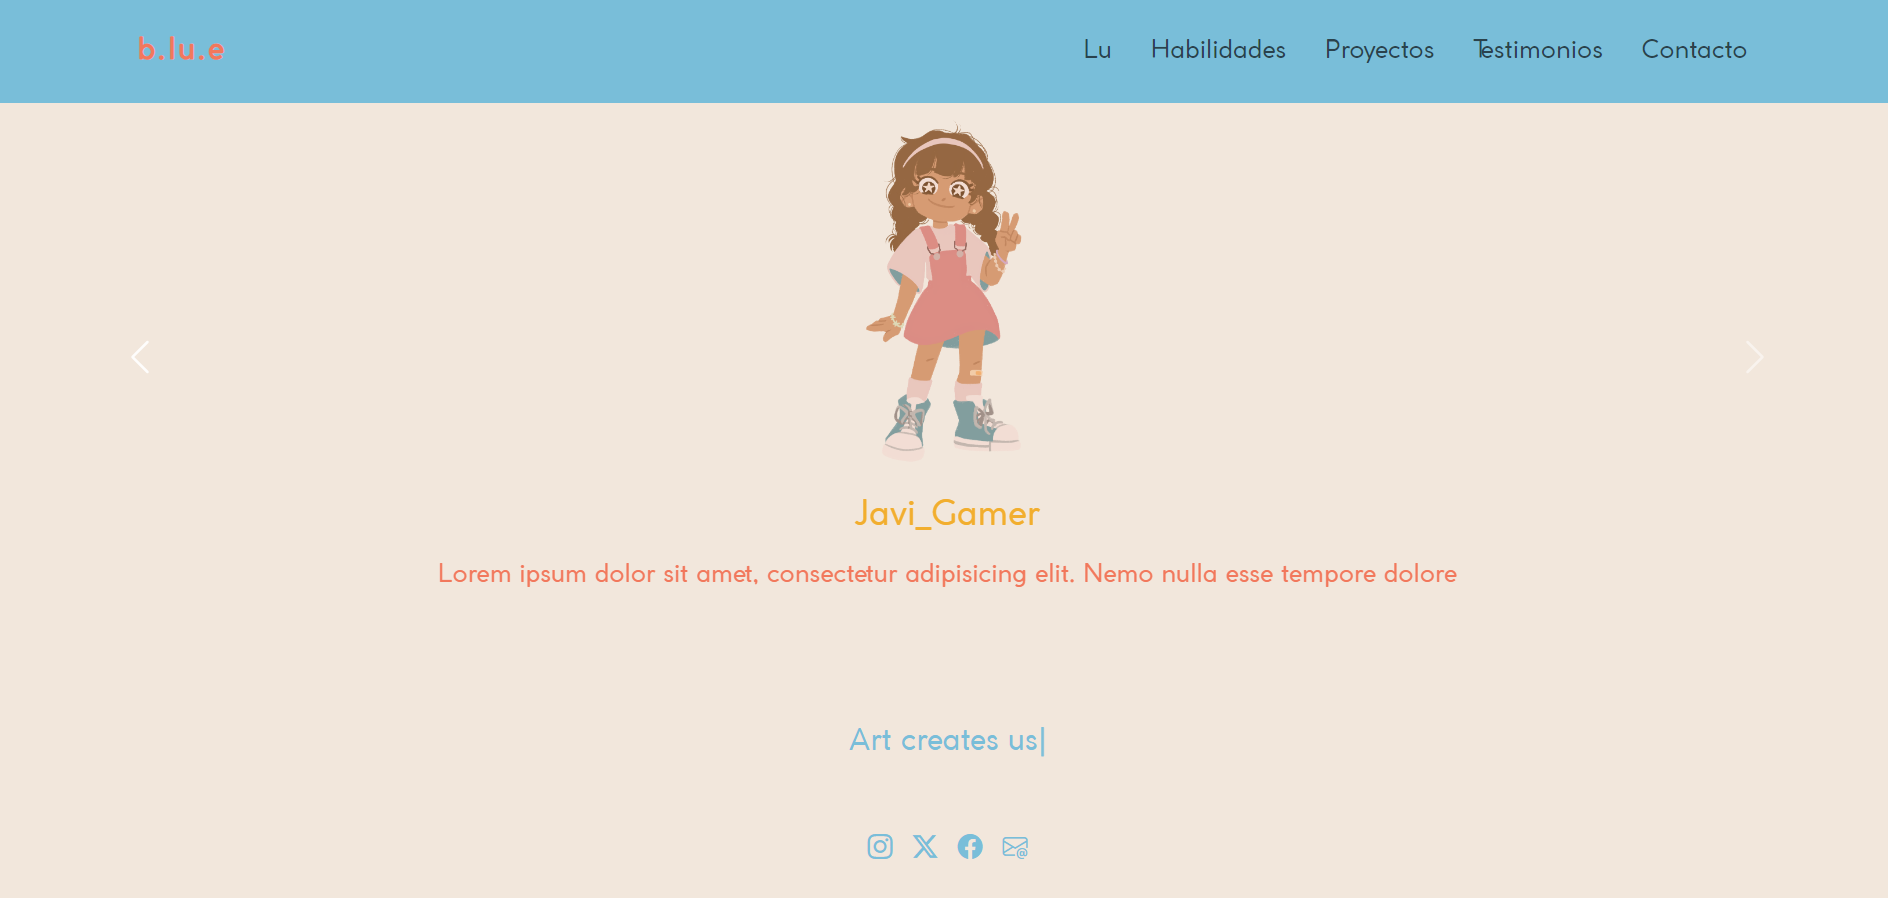 b.lu.e
Lu Habilidades Proyectos Testimonios Contacto
Javi_Gamer
Lorem ipsum dolor sit amet, consectetur adipisicing elit. Nemo nulla esse tempore dolore
Art creates us|